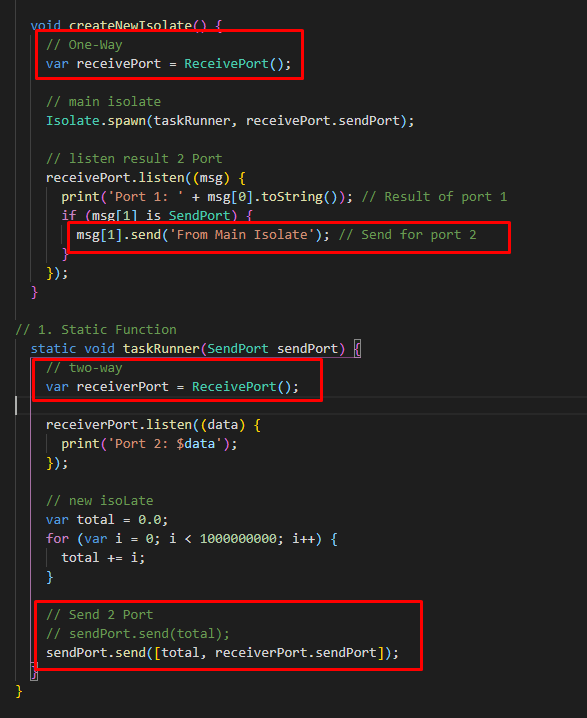 void createNewIsolate() {
// One-Way
var receivePort = ReceivePort();
// main isolate
Isolate.spawn(taskRunner, receivePort.sendPort);
// listen result 2 Port
receivePort.listen((msg) {
print('Port 1: ' + msg[0].toString()); // Result of port 1
if (msg[1] is SendPort) {
msg[1].send('From Main Isolate'); // Send for port 2
}
});
}
// 1. Static Function
static void taskRunner(SendPort sendPort) {
// two-way
var receiverPort = ReceivePort();
receiverPort.listen((data) {
print('Port 2: $data');
});
// new isoLate
var total = 0.0;
for (var i = 0; i < 1000000000; i++) {
total += i;
}
// Send 2 Port
// sendPort.send(total);
sendPort.send([total, receiverPort.sendPort]);
}
}